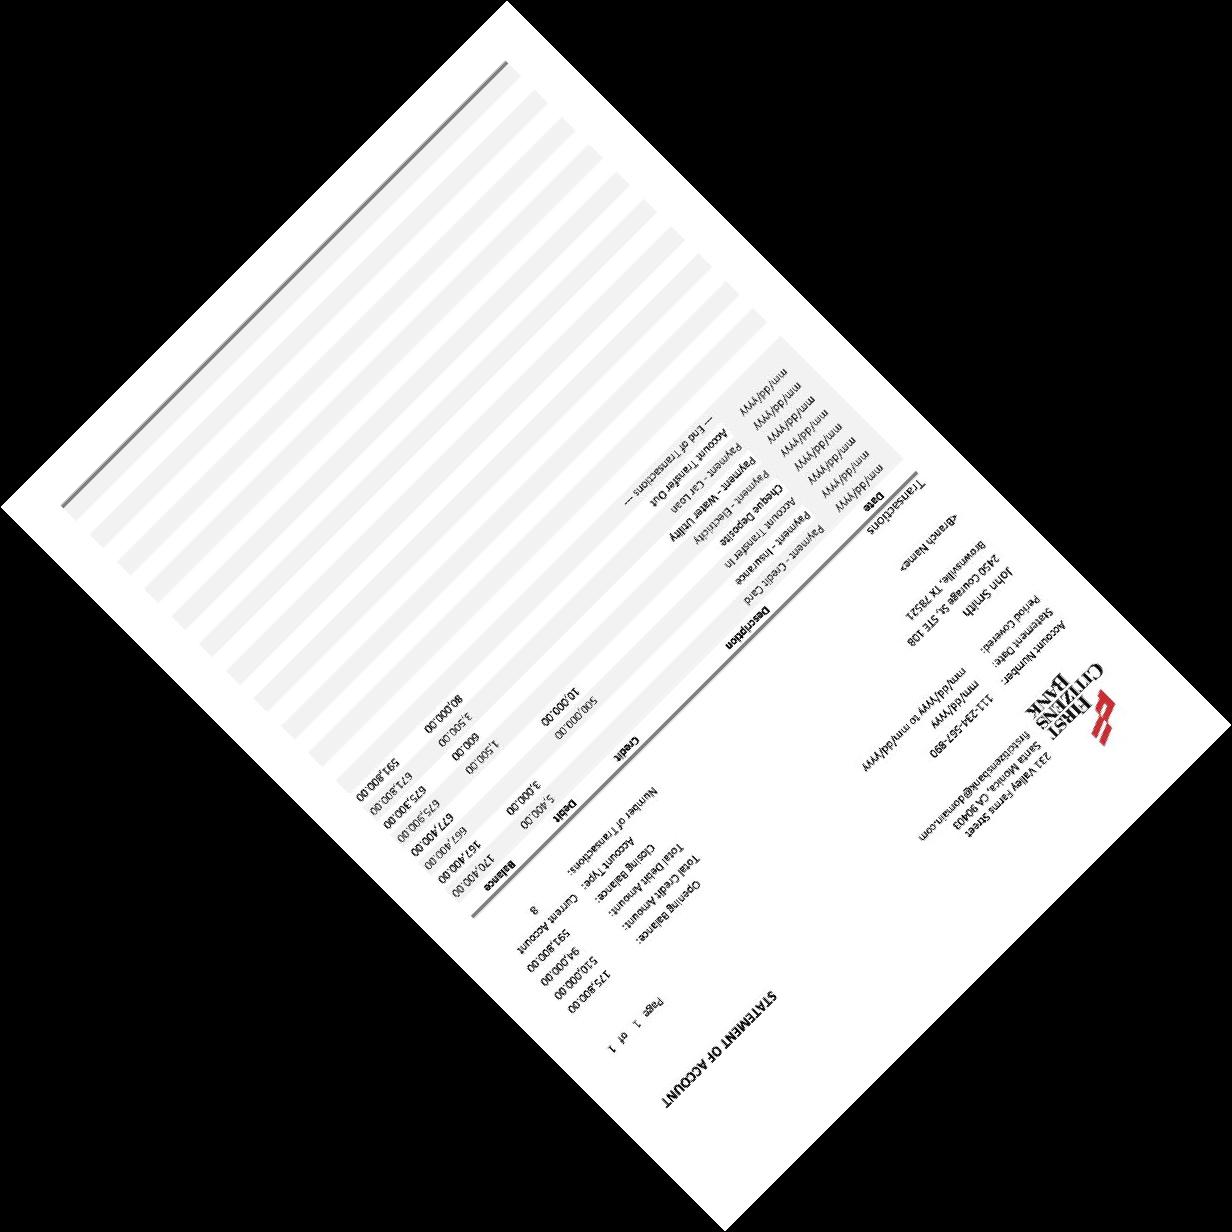 FIRST
CITIZENS
BANK
231 Valley Farms Street
Santa Monica, CA 90403
firstcitizensbank@domain.com
STATEMENT OF ACCOUNT
Page 1 of 1
Account Number: 111-234-567-890
Statement Date: mm/dd/yyyy
Period Covered: mm/dd/yyyy to mm/dd/yyyy
John Smith
2450 Courage St, STE 108
Brownsville, TX 78521
<Branch Name>
Opening Balance: 175,800.00
Total Credit Amount: 510,000.00
Total Debit Amount: 94,000.00
Closing Balance: 591,800.00
Account Type: Current Account
Number of Transactions: 8
Transactions
Date Description Credit Debit Balance
mm/dd/yyyy Payment - Credit Card 5,400.00 170,400.00
mm/dd/yyyy Payment - Insurance 3,000.00 167,400.00
mm/dd/yyyy Account Transfer In 500,000.00 667,400.00
mm/dd/yyyy Cheque Deposite 10,000.00 677,400.00
mm/dd/yyyy Payment - Electricity 1,500.00 675,900.00
mm/dd/yyyy Payment - Water Utility 600.00 675,300.00
mm/dd/yyyy Payment - Car Loan 3,500.00 671,800.00
mm/dd/yyyy Account Transfer Out 80,000.00 591,800.00
--- End of Transactions ---